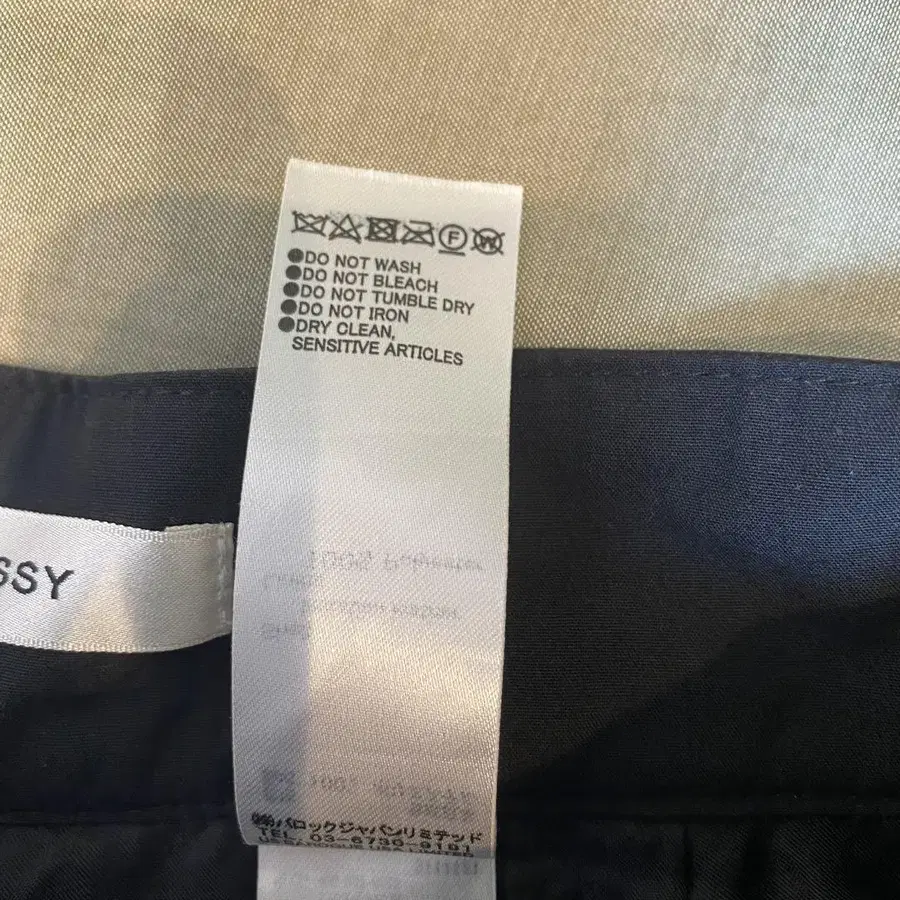 F W
●DO NOT WASH
●DO NOT BLEACH
●DO NOT TUMBLE DRY
●DO NOT IRON
●DRY CLEAN,
SENSITIVE ARTICLES
SSY
100% Polyester
㈱バロックジャパンリミテッド
TEL. 03-6730-9191
USA LIMITED